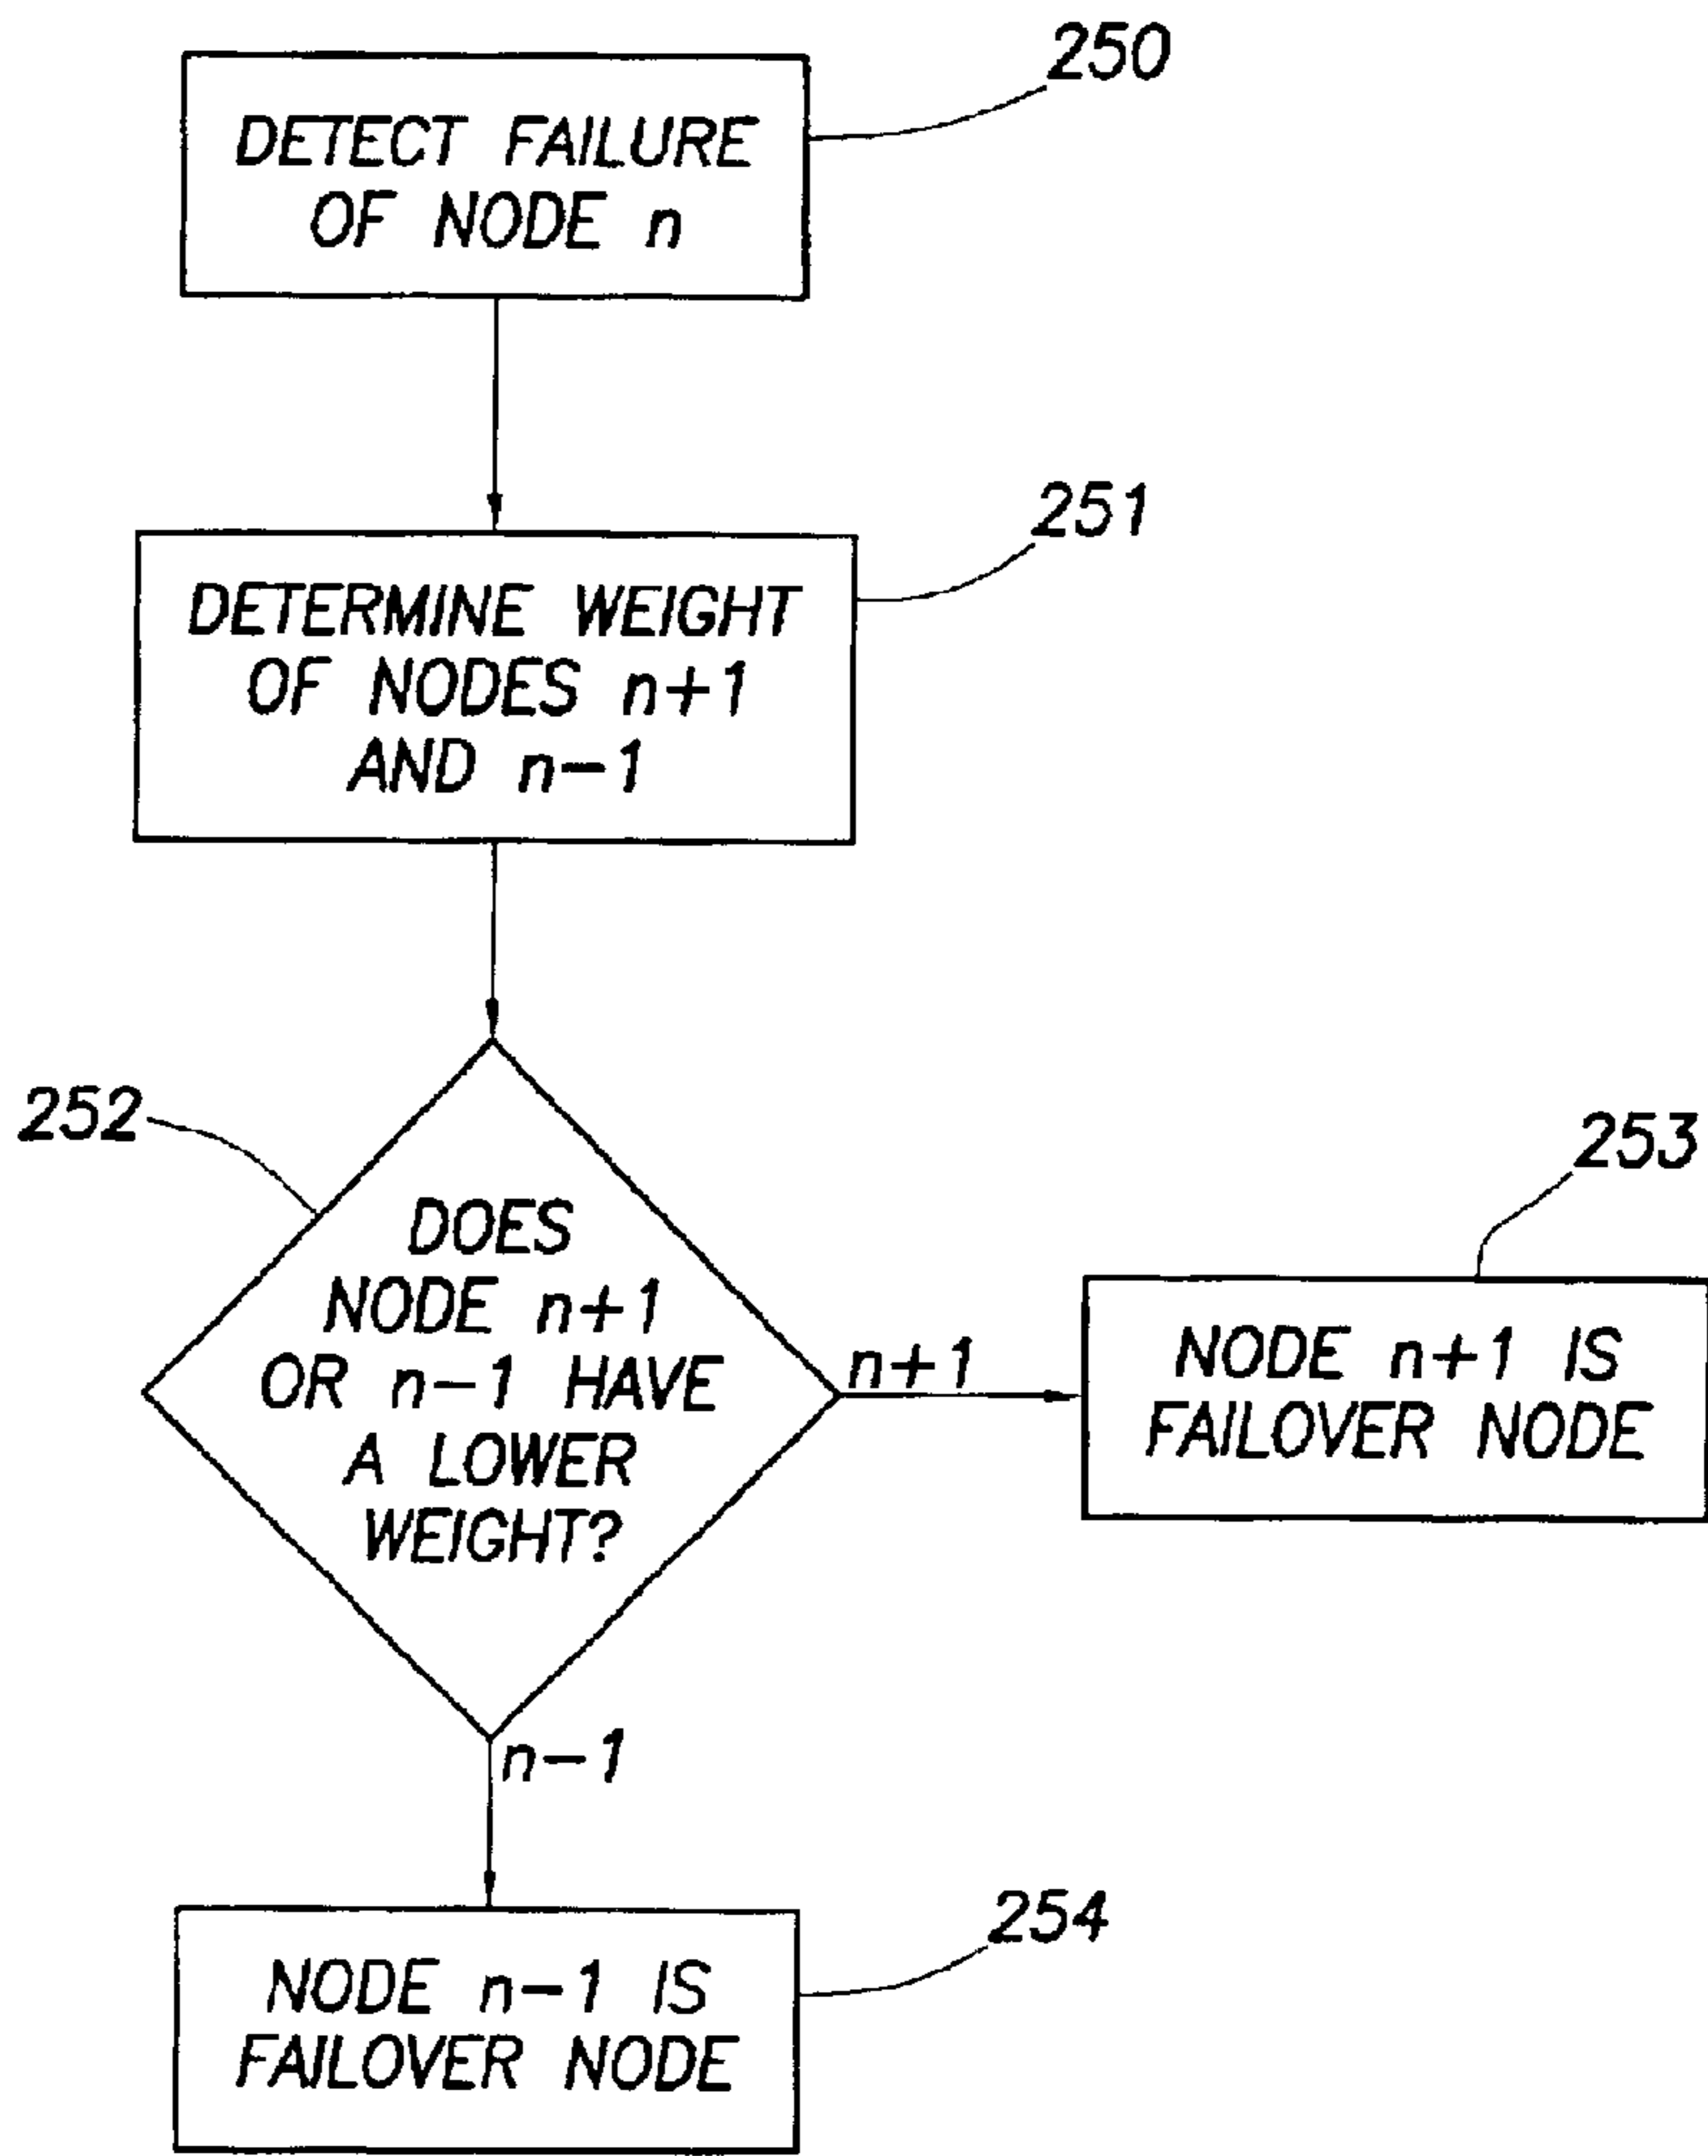 250
DETECT FAILURE
OF NODE n
251
DETERMINE WEIGHT
OF NODES n+1
AND n-1
252
DOES
NODE n+1
OR n-1 HAVE
A LOWER
WEIGHT?
n+1
253
NODE n+1 IS
FAILOVER NODE
n-1
254
NODE n-1 IS
FAILOVER NODE